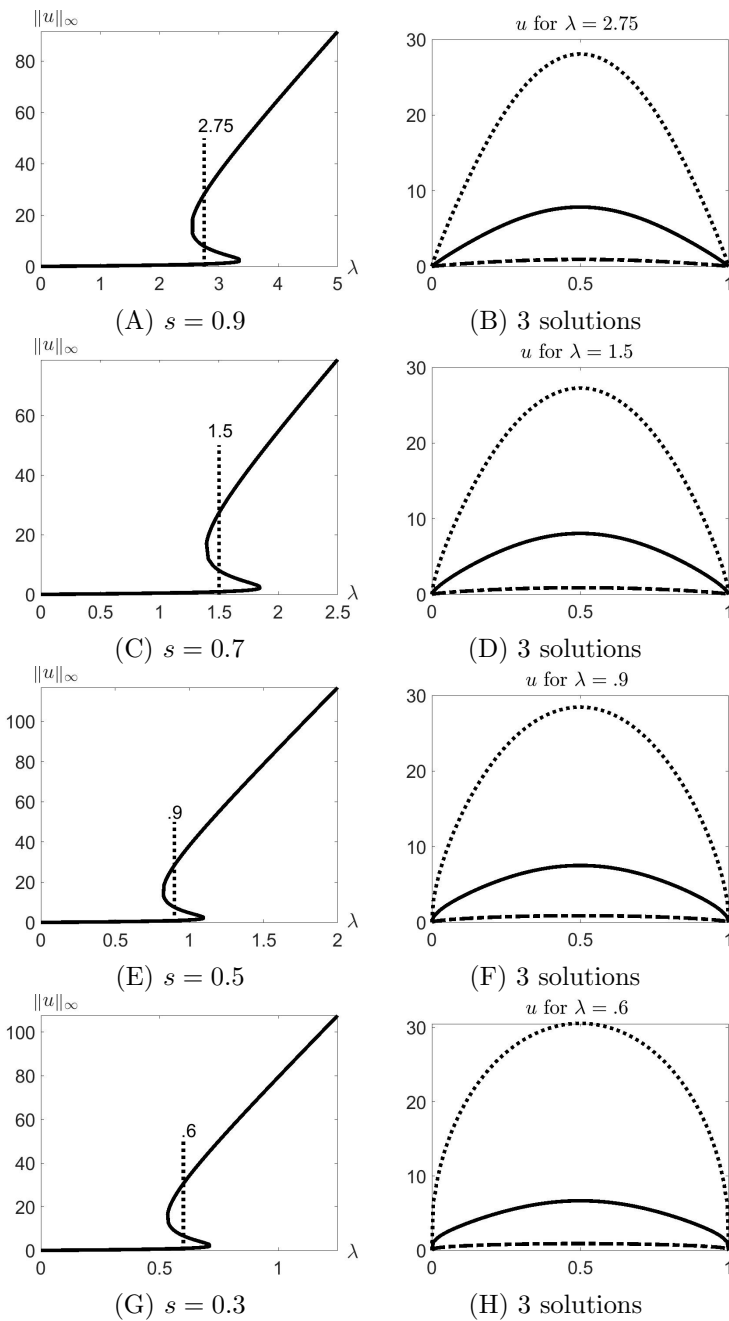 ‖u‖∞
u for λ = 2.75
80
60
40
20
0
2.75
0 1 2 3 4 5 λ
30
20
10
0
0 0.5 1
(A) s = 0.9
(B) 3 solutions
‖u‖∞
u for λ = 1.5
60
40
20
0
1.5
0 0.5 1 1.5 2 2.5 λ
30
20
10
0
0 0.5 1
(C) s = 0.7
(D) 3 solutions
‖u‖∞
u for λ = .9
100
80
60
40
20
0
.9
0 0.5 1 1.5 2 λ
30
20
10
0
0 0.5 1
(E) s = 0.5
(F) 3 solutions
‖u‖∞
u for λ = .6
100
80
60
40
20
0
.6
0 0.5 1 λ
30
20
10
0
0 0.5 1
(G) s = 0.3
(H) 3 solutions